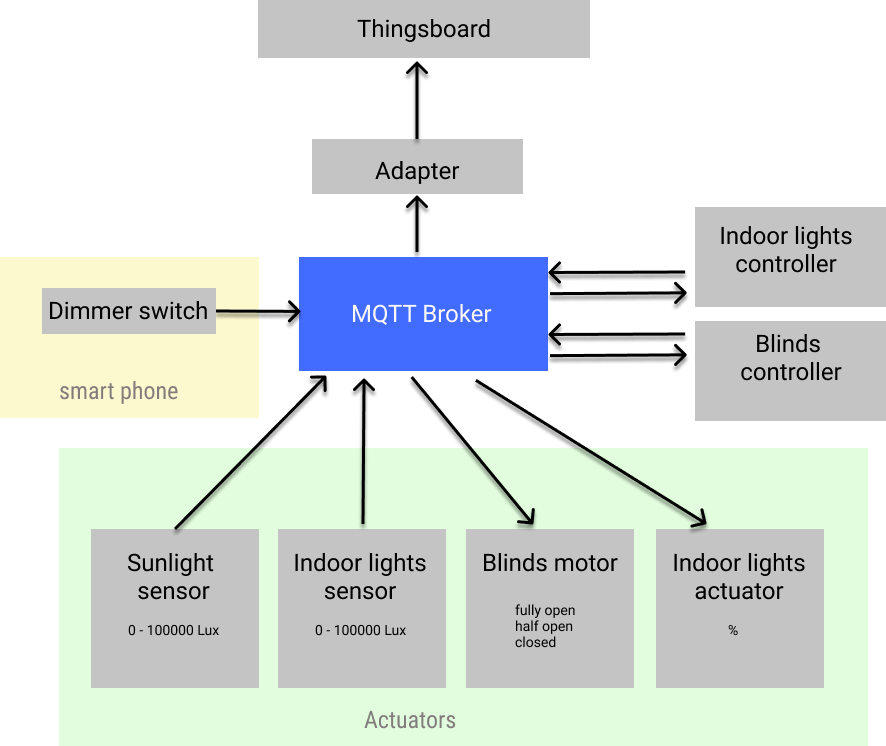 Thingsboard
Adapter
Indoor lights
controller
MQTT Broker
Dimmer switch
Blinds
controller
smart phone
Sunlight
sensor
0 - 100000 Lux
Indoor lights
sensor
0 - 100000 Lux
Blinds motor
fully open
half open
closed
Indoor lights
actuator
%
Actuators